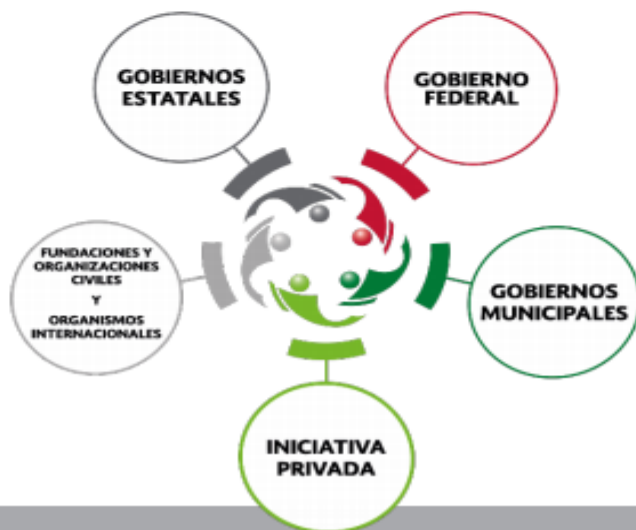 GOBIERNOS
ESTATALES
GOBIERNO
FEDERAL
FUNDACIONES Y
ORGANIZACIONES
CIVILES
Y
ORGANISMOS
INTERNACIONALES
GOBIERNOS
MUNICIPALES
INICIATIVA
PRIVADA